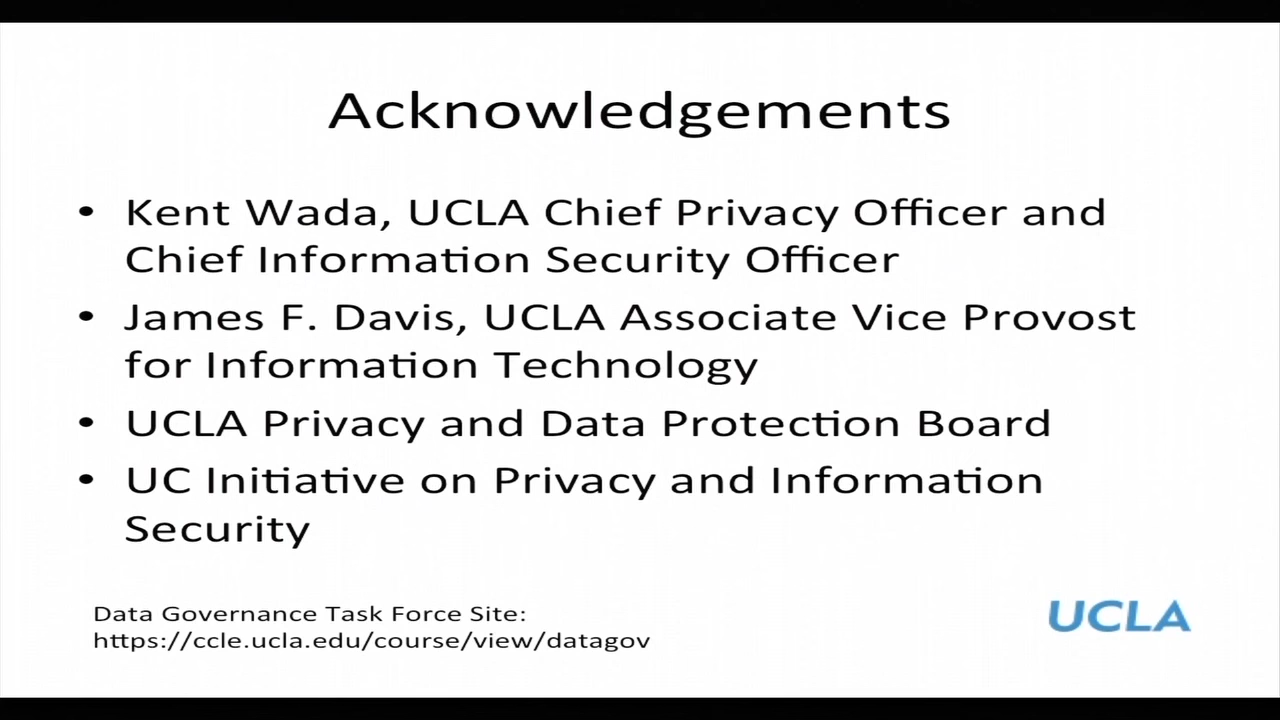 Acknowledgements
• Kent Wada, UCLA Chief Privacy Officer and
Chief Information Security Officer
• James F. Davis, UCLA Associate Vice Provost
for Information Technology
• UCLA Privacy and Data Protection Board
• UC Initiative on Privacy and Information
Security
Data Governance Task Force Site:
https://ccle.ucla.edu/course/view/datagov
UCLA